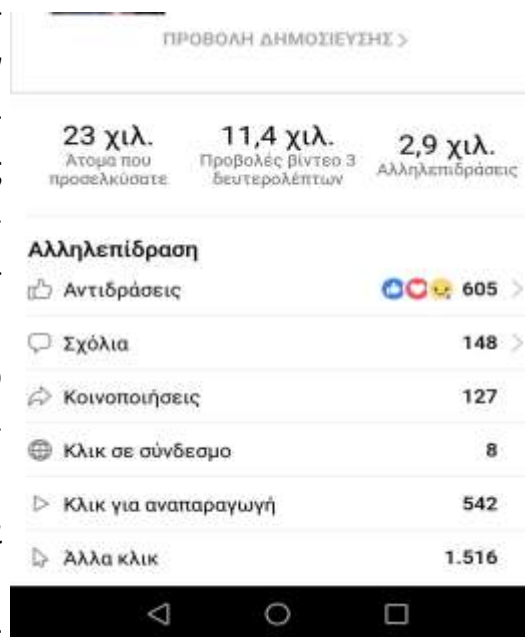 ΠΡΟΒΟΛΗ ΔΗΜΟΣΙΕΥΣΗΣ >
23 χιλ.
Άτομα που
προσελκύσατε
11,4 χιλ.
Προβολές βίντεο 3
δευτερολέπτων
2,9 χιλ.
Αλληλεπιδράσεις
Αλληλεπίδραση
Αντιδράσεις 605 >
Σχόλια 148 >
Κοινοποιήσεις 127
Κλικ σε σύνδεσμο 8
Κλικ για αναπαραγωγή 542
Άλλα κλικ 1.516